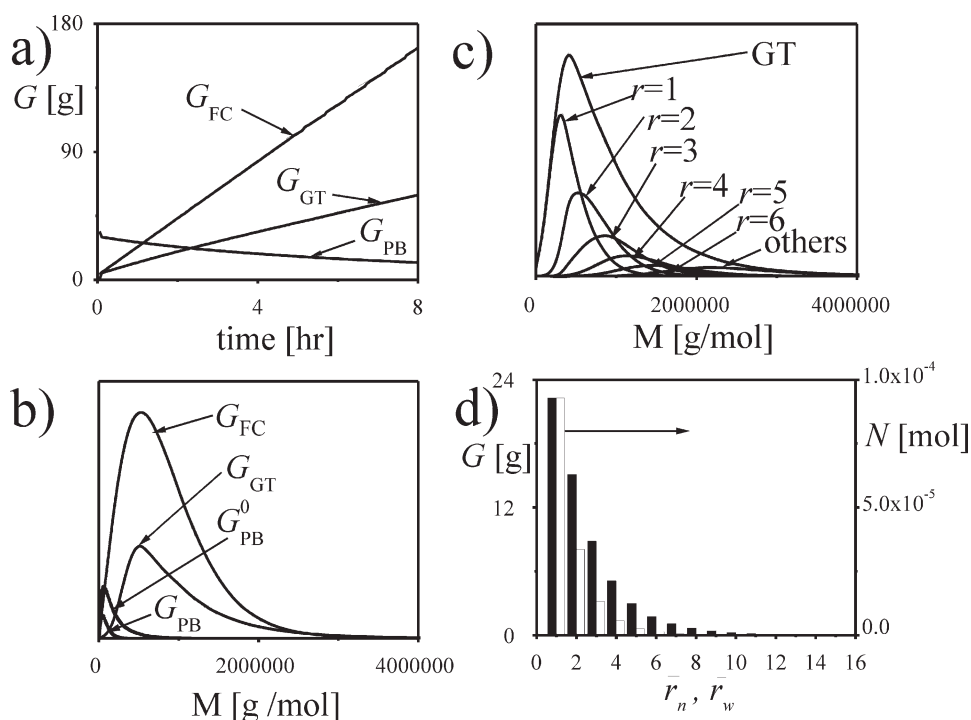 a)
180
G [g]
90
0
G_FC
G_GT
G_PB
0 4 8
time [hr]
c)
GT
r=1
r=2
r=3
r=4
r=5
r=6
others
0 2000000 4000000
M [g/mol]
b)
G_FC
G_GT
G⁰_PB
G_PB
0 2000000 4000000
M [g/mol]
d)
24
G [g]
12
0
1.0x10⁻⁴
N [mol]
5.0x10⁻⁵
0.0
0 2 4 6 8 10 12 14 16
r̄_n , r̄_w